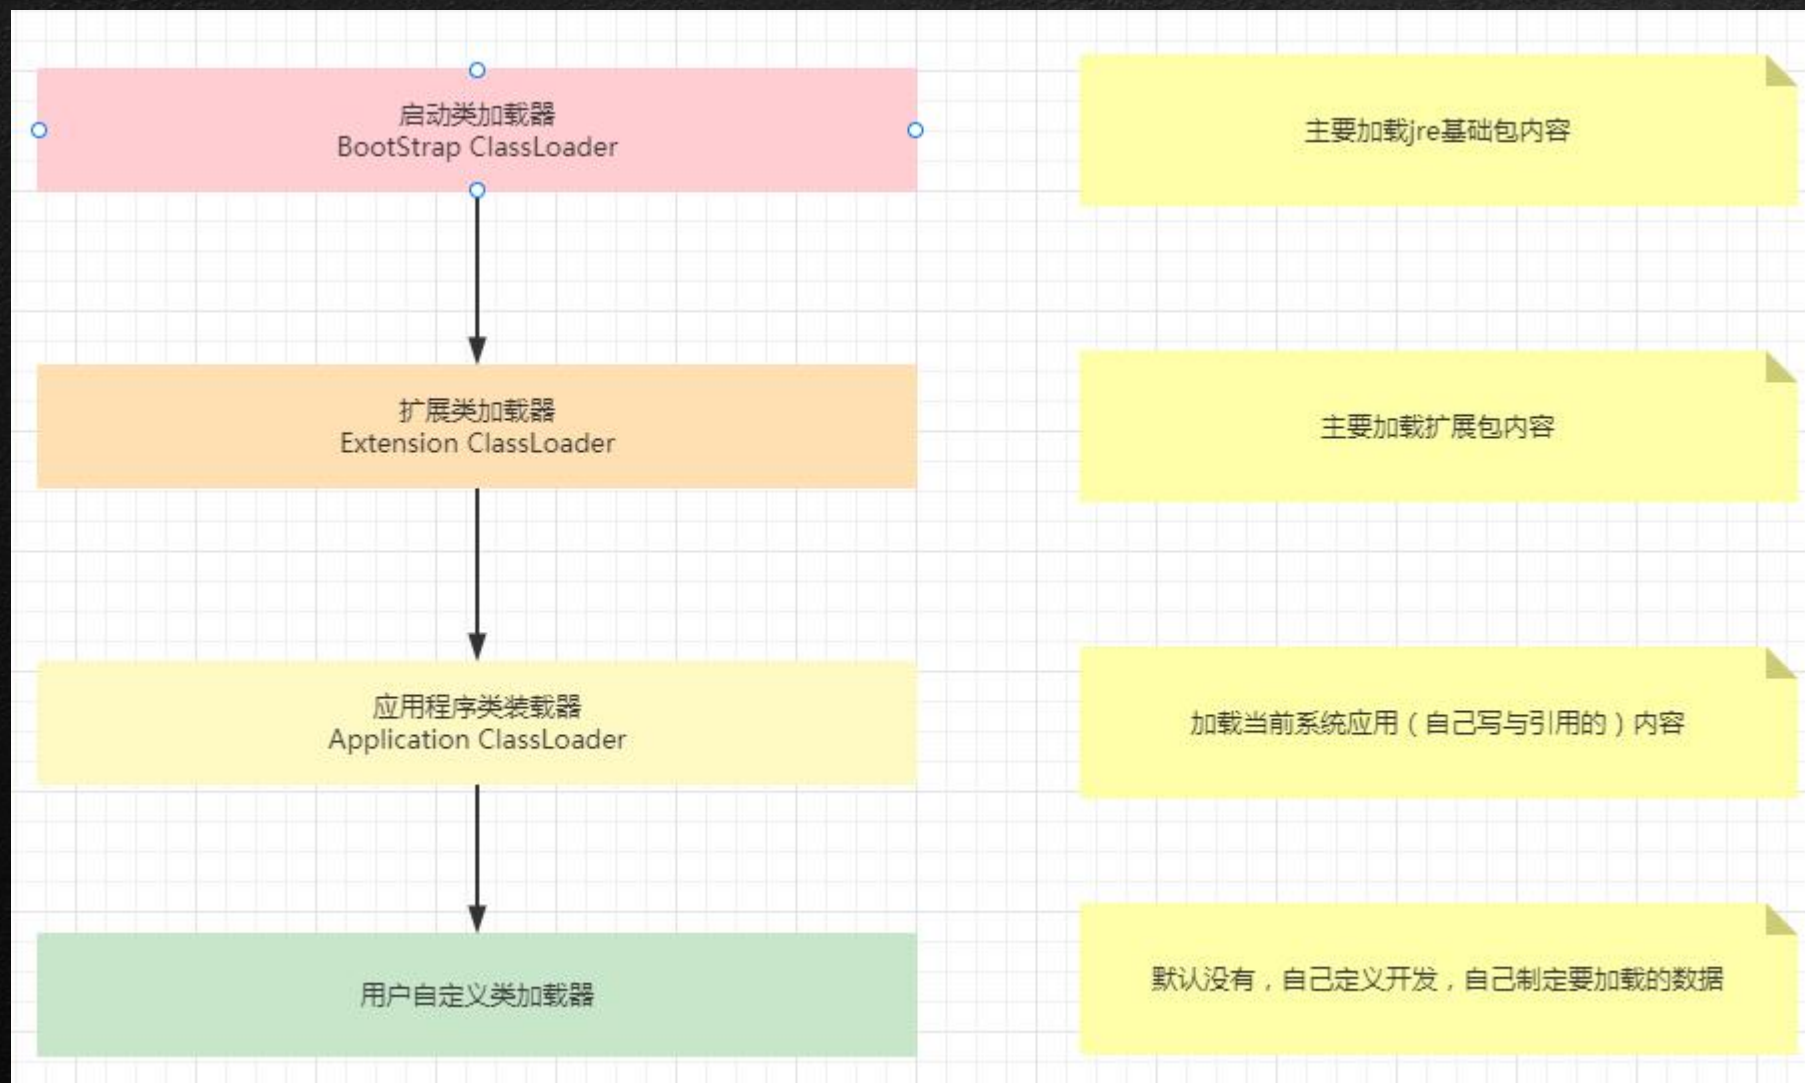 启动类加载器
BootStrap ClassLoader
主要加载jre基础包内容
扩展类加载器
Extension ClassLoader
主要加载扩展包内容
应用程序类装载器
Application ClassLoader
加载当前系统应用（自己写与引用的）内容
用户自定义类加载器
默认没有，自己定义开发，自己制定要加载的数据